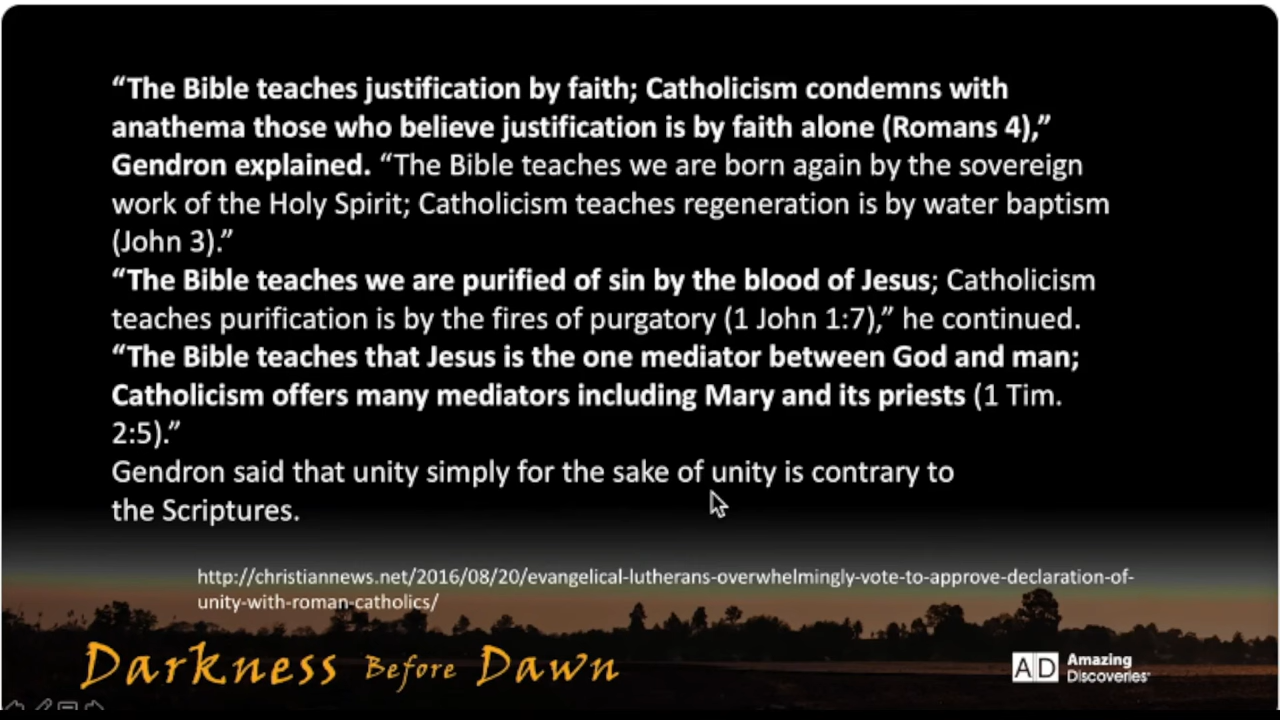 “The Bible teaches justification by faith; Catholicism condemns with
anathema those who believe justification is by faith alone (Romans 4),”
Gendron explained. “The Bible teaches we are born again by the sovereign
work of the Holy Spirit; Catholicism teaches regeneration is by water baptism
(John 3).”
“The Bible teaches we are purified of sin by the blood of Jesus; Catholicism
teaches purification is by the fires of purgatory (1 John 1:7),” he continued.
“The Bible teaches that Jesus is the one mediator between God and man;
Catholicism offers many mediators including Mary and its priests (1 Tim.
2:5).”
Gendron said that unity simply for the sake of unity is contrary to
the Scriptures.
http://christiannews.net/2016/08/20/evangelical-lutherans-overwhelmingly-vote-to-approve-declaration-of-
unity-with-roman-catholics/
Darkness Before Dawn
AD Amazing
Discoveries